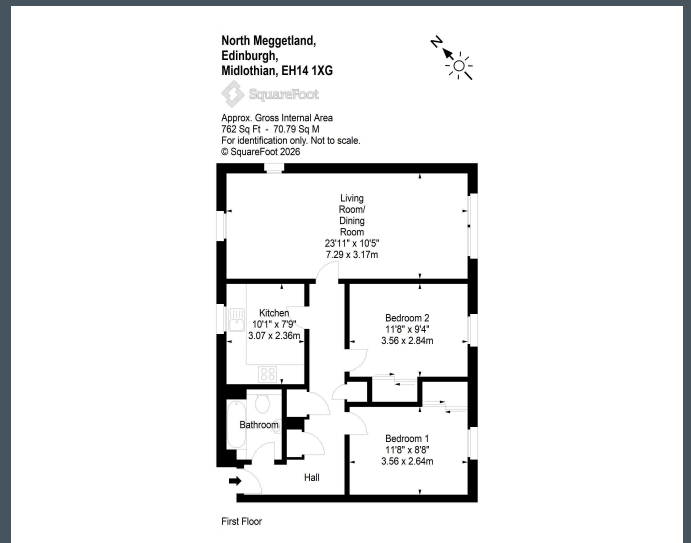 North Meggetland,
Edinburgh,
Midlothian, EH14 1XG
N
SquareFoot
Approx. Gross Internal Area
762 Sq Ft - 70.79 Sq M
For identification only. Not to scale.
© SquareFoot 2026
Living
Room/
Dining
Room
23'11" x 10'5"
7.29 x 3.17m
Kitchen
10'1" x 7'9"
3.07 x 2.36m
Bedroom 2
11'8" x 9'4"
3.56 x 2.84m
Bathroom
Bedroom 1
11'8" x 8'8"
3.56 x 2.64m
Hall
First Floor